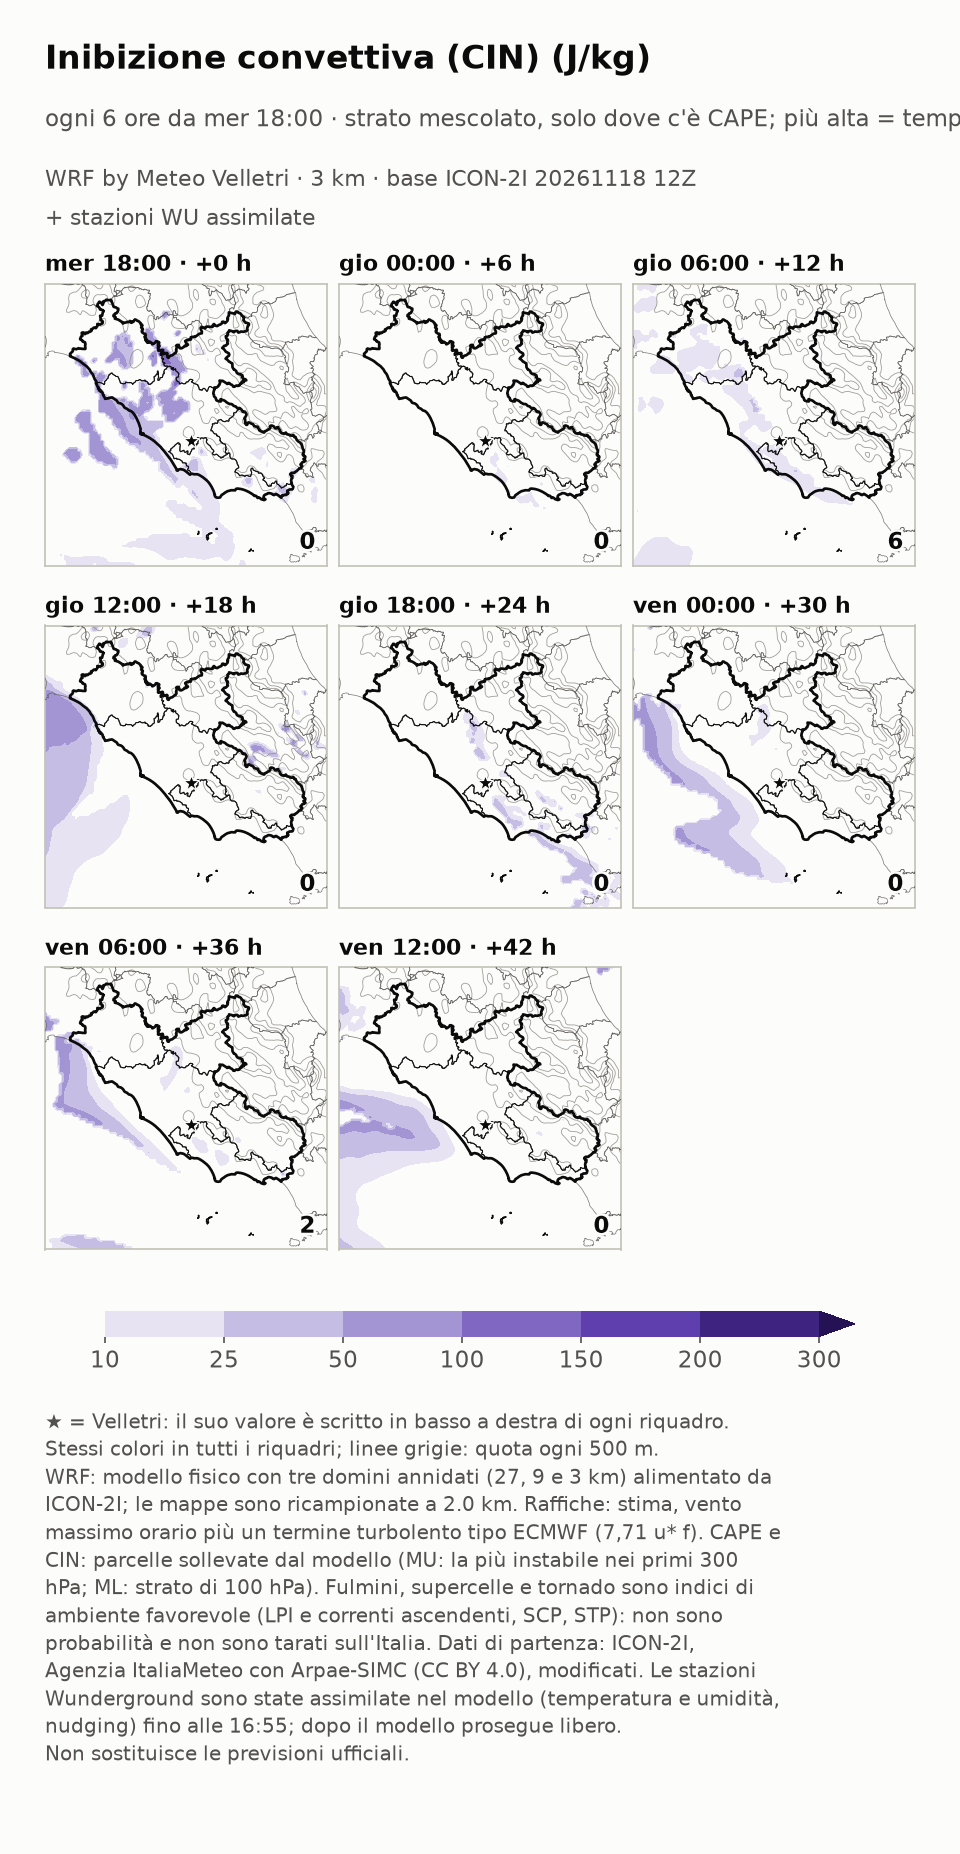 Inibizione convettiva (CIN) (J/kg)
ogni 6 ore da mer 18:00 · strato mescolato, solo dove c'è CAPE; più alta = temp
WRF by Meteo Velletri · 3 km · base ICON-2I 20261118 12Z
+ stazioni WU assimilate
mer 18:00 · +0 h
gio 00:00 · +6 h
gio 06:00 · +12 h
0
0
6
gio 12:00 · +18 h
gio 18:00 · +24 h
ven 00:00 · +30 h
0
0
0
ven 06:00 · +36 h
ven 12:00 · +42 h
2
0
10 25 50 100 150 200 300
★ = Velletri: il suo valore è scritto in basso a destra di ogni riquadro.
Stessi colori in tutti i riquadri; linee grigie: quota ogni 500 m.
WRF: modello fisico con tre domini annidati (27, 9 e 3 km) alimentato da
ICON-2I; le mappe sono ricampionate a 2.0 km. Raffiche: stima, vento
massimo orario più un termine turbolento tipo ECMWF (7,71 u* f). CAPE e
CIN: parcelle sollevate dal modello (MU: la più instabile nei primi 300
hPa; ML: strato di 100 hPa). Fulmini, supercelle e tornado sono indici di
ambiente favorevole (LPI e correnti ascendenti, SCP, STP): non sono
probabilità e non sono tarati sull'Italia. Dati di partenza: ICON-2I,
Agenzia ItaliaMeteo con Arpae-SIMC (CC BY 4.0), modificati. Le stazioni
Wunderground sono state assimilate nel modello (temperatura e umidità,
nudging) fino alle 16:55; dopo il modello prosegue libero.
Non sostituisce le previsioni ufficiali.